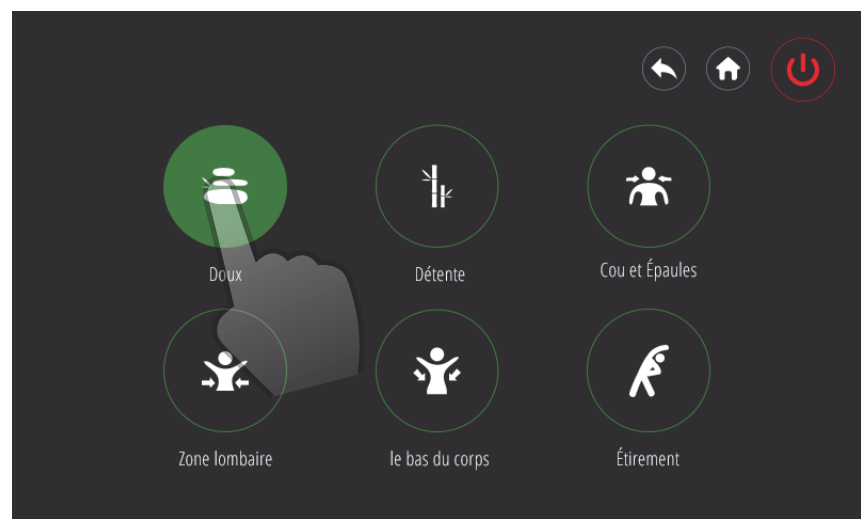 Doux
Détente
Cou et Épaules
Zone lombaire
le bas du corps
Étirement